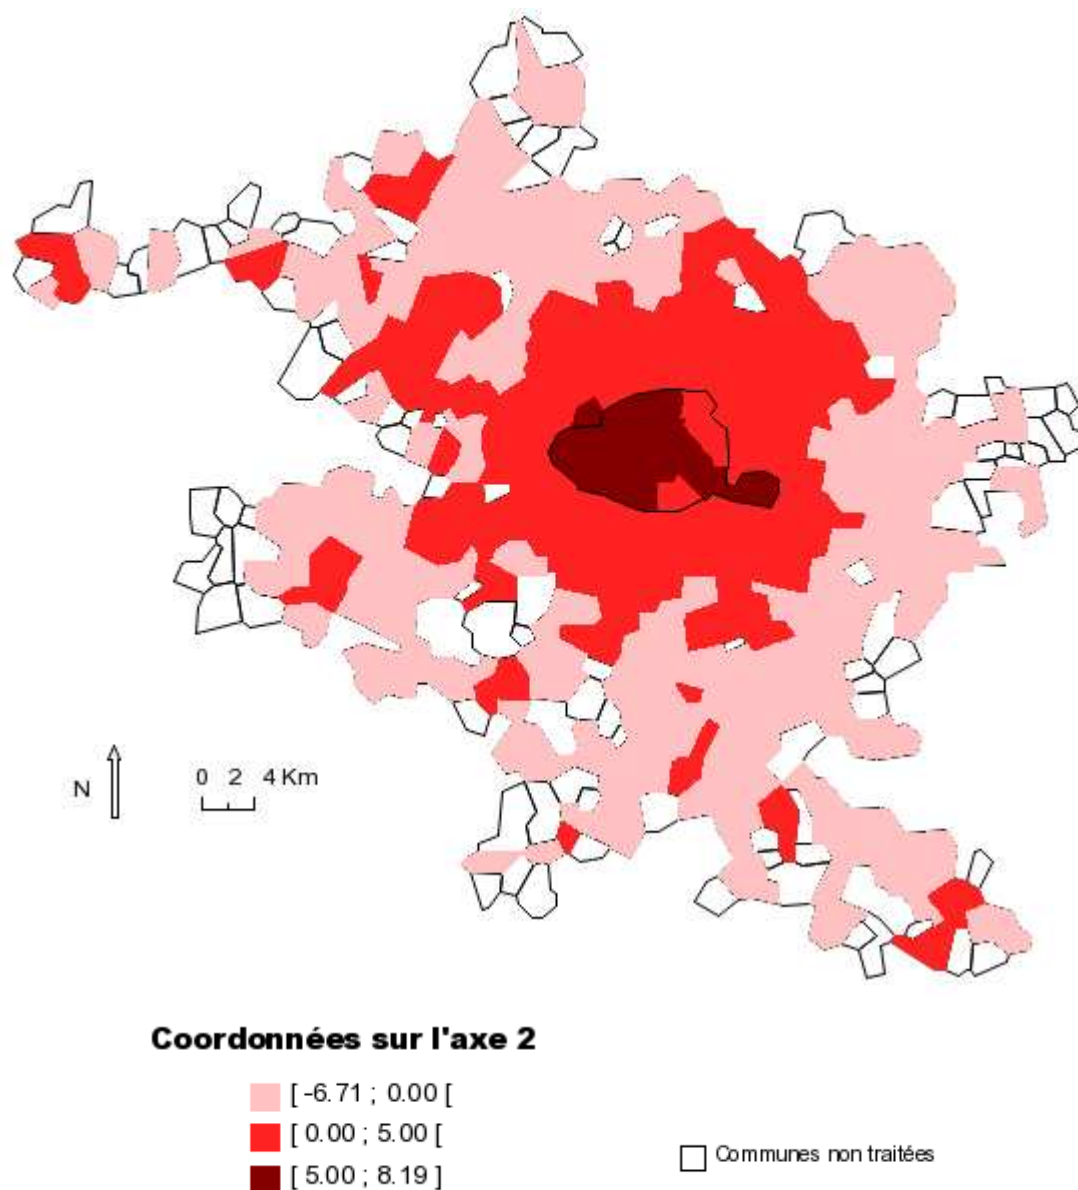 N
0 2 4 Km
Coordonnées sur l'axe 2
[ -6.71 ; 0.00 [
[ 0.00 ; 5.00 [
[ 5.00 ; 8.19 ]
Communes non traitées